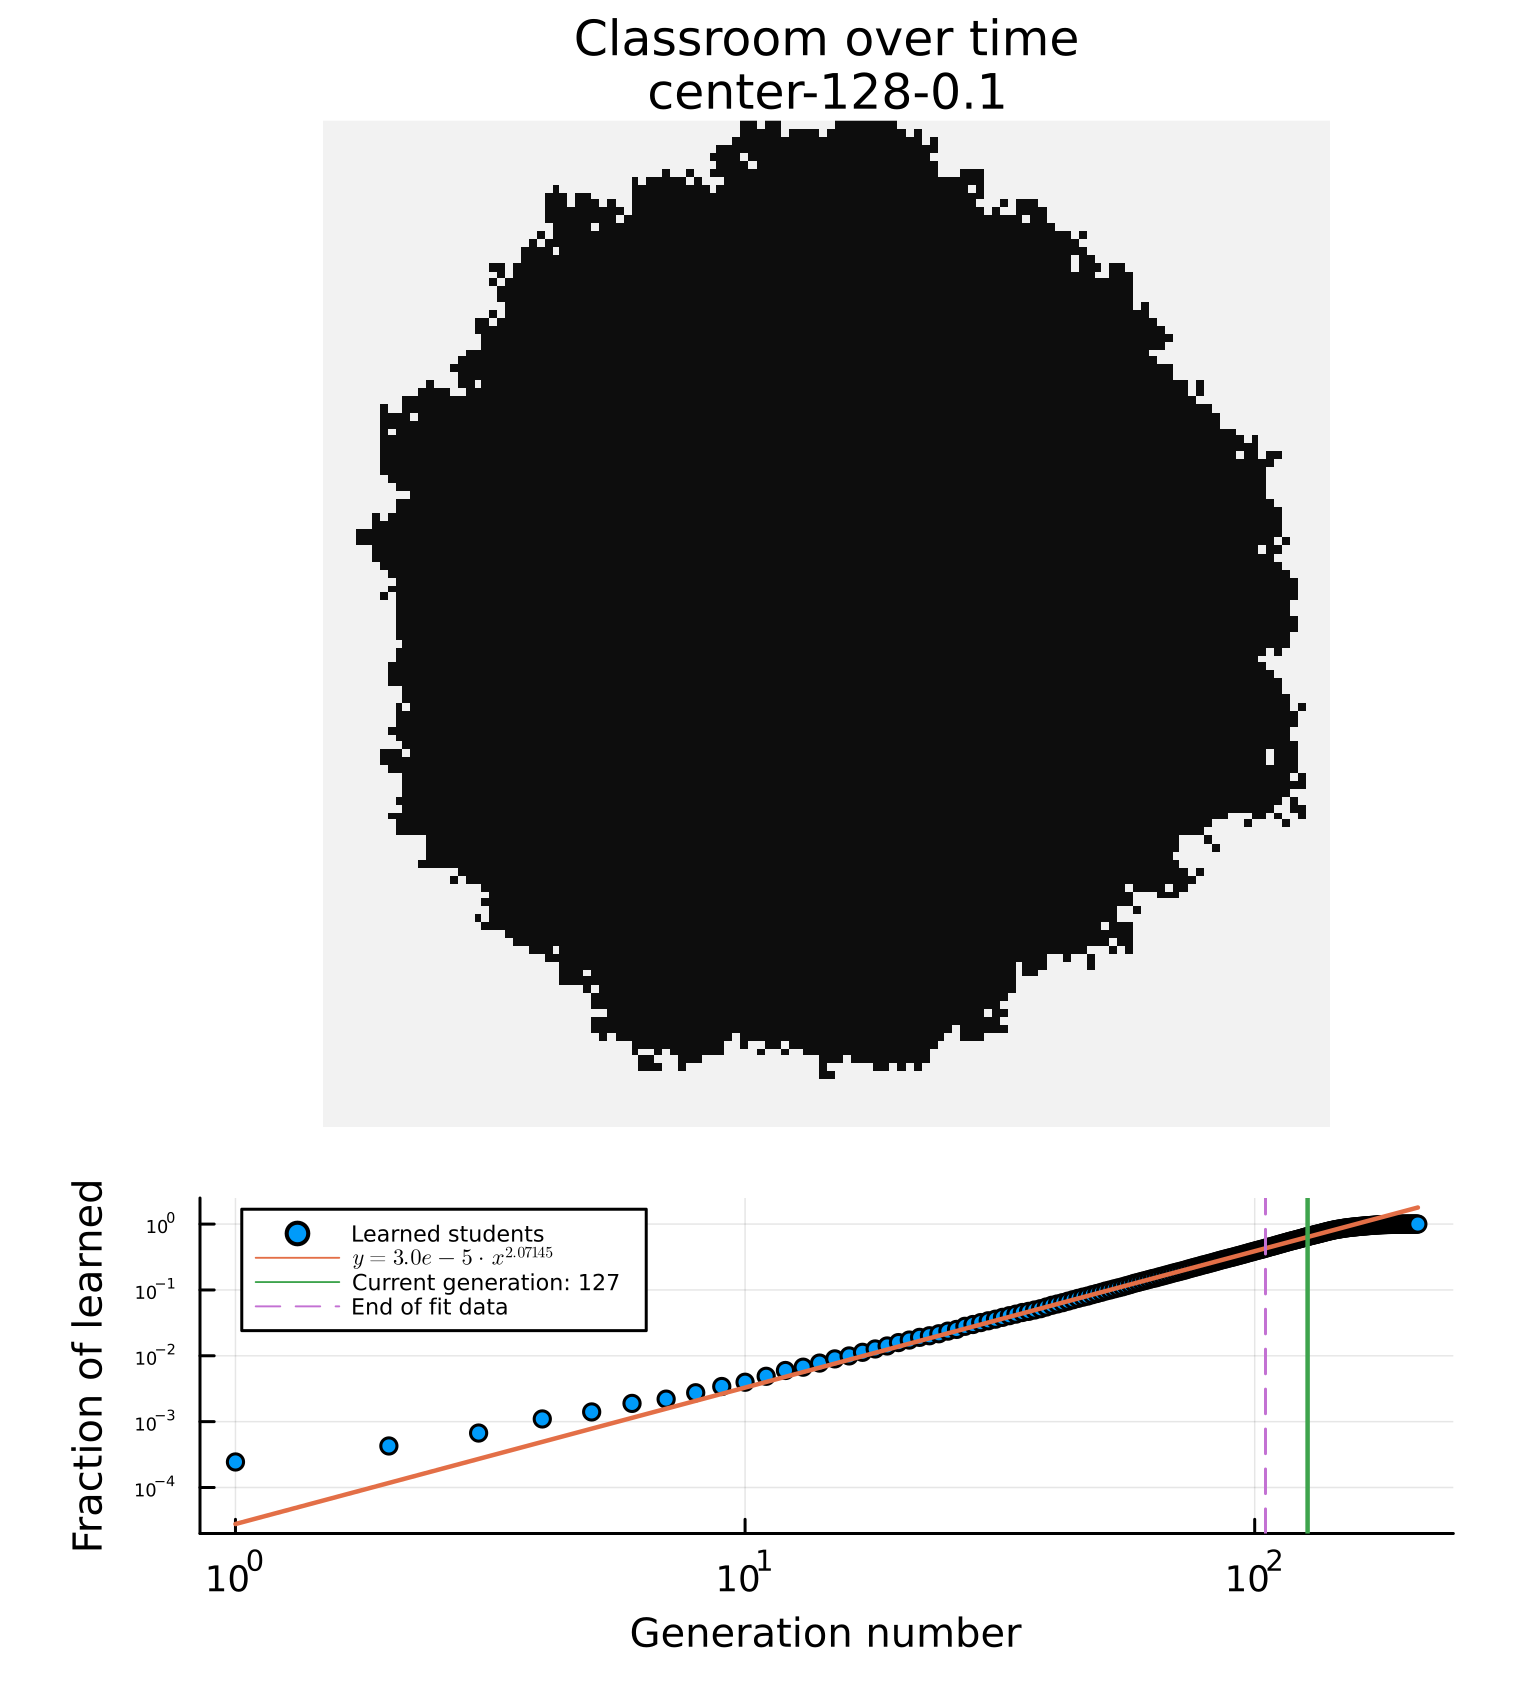 Classroom over time
center-128-0.1
Fraction of learned
10^0
10^-1
10^-2
10^-3
10^-4
Learned students
y = 3.0e − 5 · x^2.07145
Current generation: 127
End of fit data
10^0 10^1 10^2
Generation number